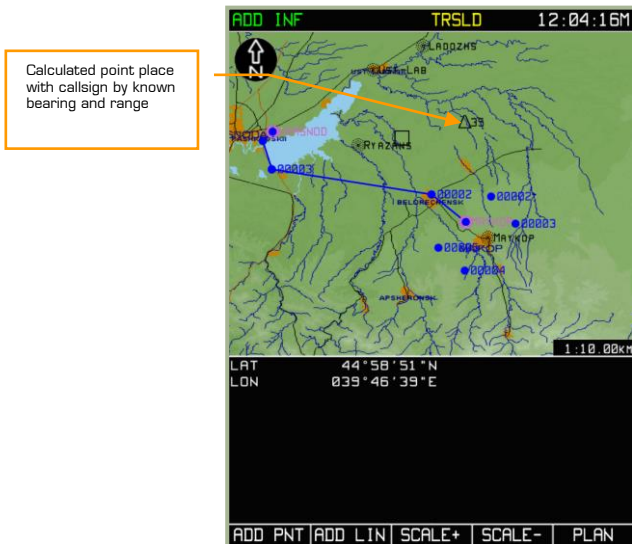 ADD INF TRSLD 12:04:16M
Calculated point place
with callsign by known
bearing and range
N
LADOZHS
UST-LAB
39
RYAZANS
00003
00002
00002
BELORECHENSK
00003
MAYKOP
00004
APSHERONSK
1:10.00KM
LAT 44°58'51"N
LON 039°46'39"E
ADD PNT ADD LIN SCALE+ SCALE- PLAN